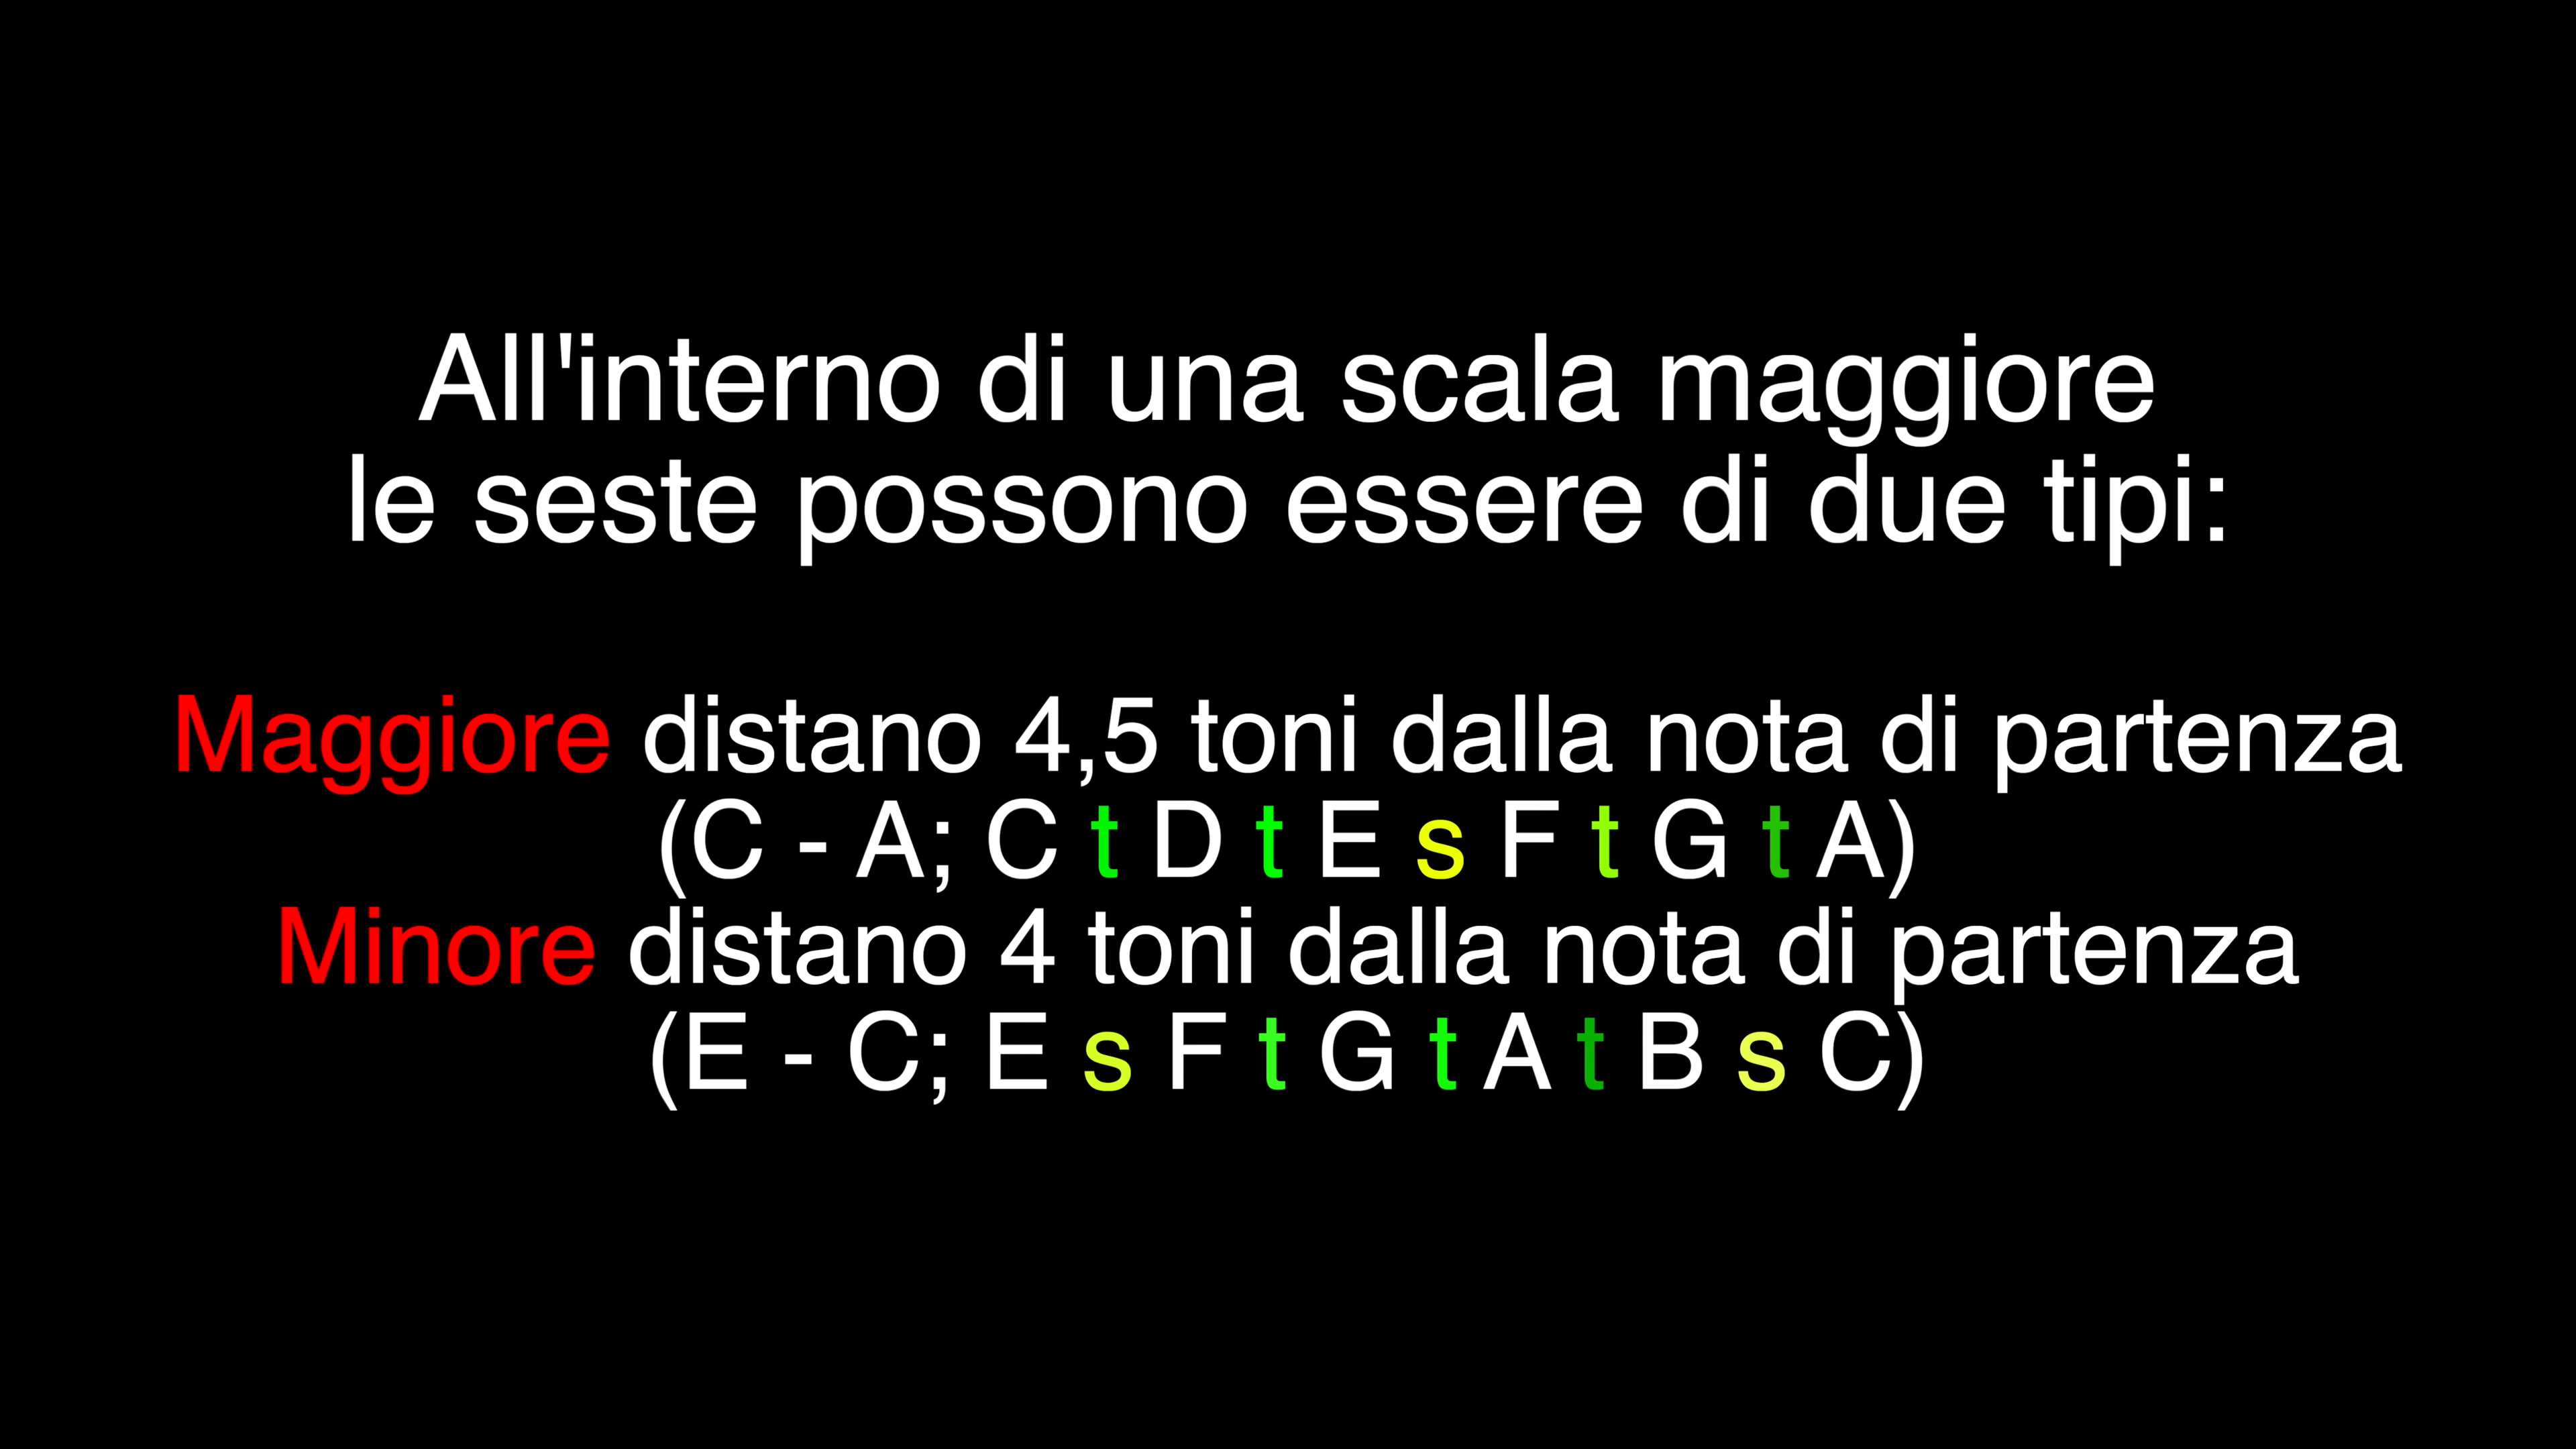 All'interno di una scala maggiore
le seste possono essere di due tipi:
Maggiore distano 4,5 toni dalla nota di partenza
(C - A; C t D t E s F t G t A)
Minore distano 4 toni dalla nota di partenza
(E - C; E s F t G t A t B s C)